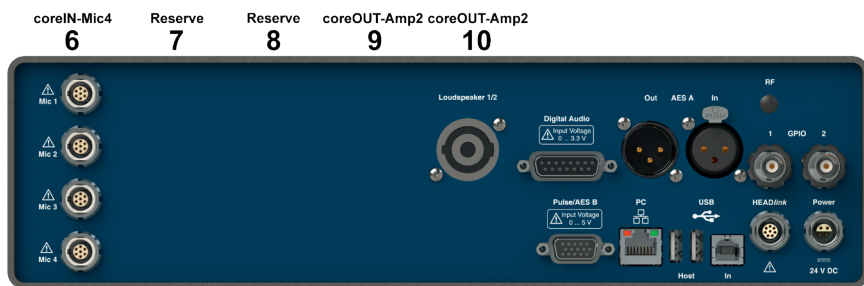 coreIN-Mic4 Reserve Reserve coreOUT-Amp2 coreOUT-Amp2
6 7 8 9 10
RF
Loudspeaker 1/2 Out AES A In
Mic 1
PUSH
Digital Audio
Input Voltage
0 ... 3.3 V
1 GPIO 2
Mic 2
Mic 3
Pulse/AES B PC USB HEADlink Power
Input Voltage
0 ... 5 V
Mic 4
Host In 24 V DC